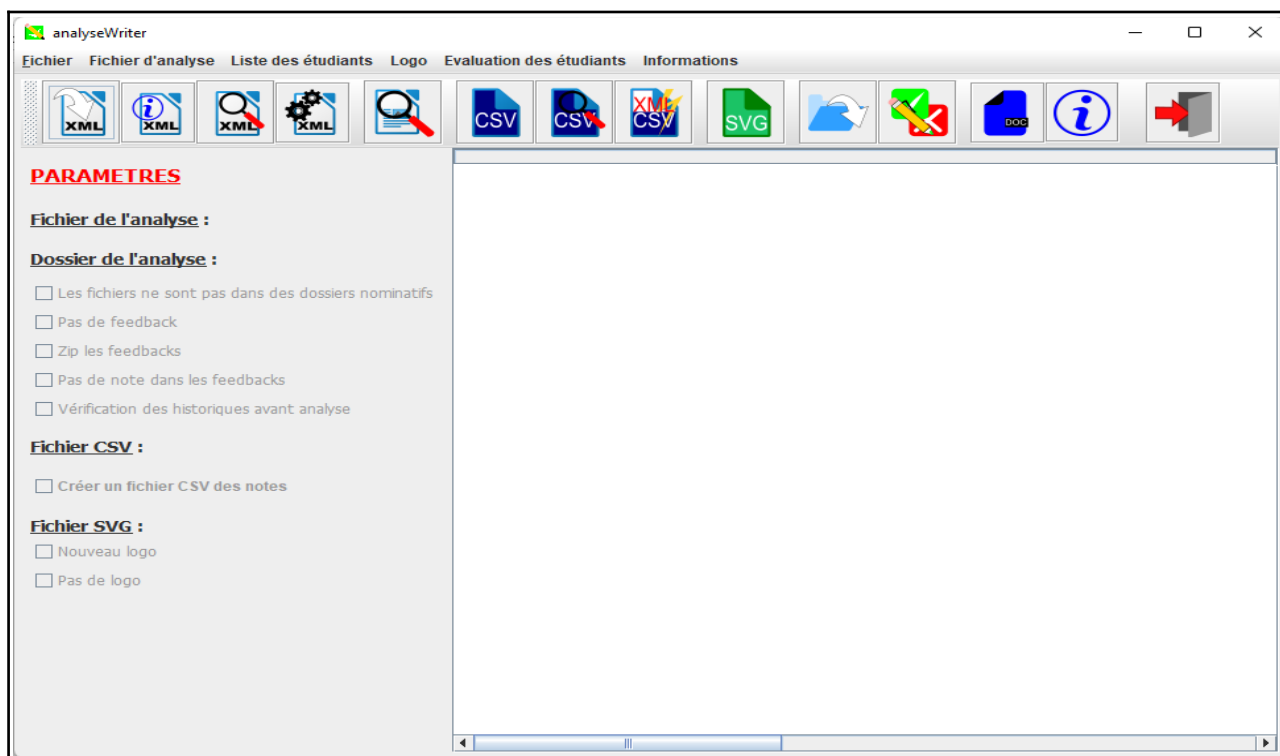 analyseWriter
Fichier Fichier d'analyse Liste des étudiants Logo Evaluation des étudiants Informations
XML XML XML XML CSV CSV XML CSV SVG DOC i
PARAMETRES
Fichier de l'analyse :
Dossier de l'analyse :
Les fichiers ne sont pas dans des dossiers nominatifs
Pas de feedback
Zip les feedbacks
Pas de note dans les feedbacks
Vérification des historiques avant analyse
Fichier CSV :
Créer un fichier CSV des notes
Fichier SVG :
Nouveau logo
Pas de logo